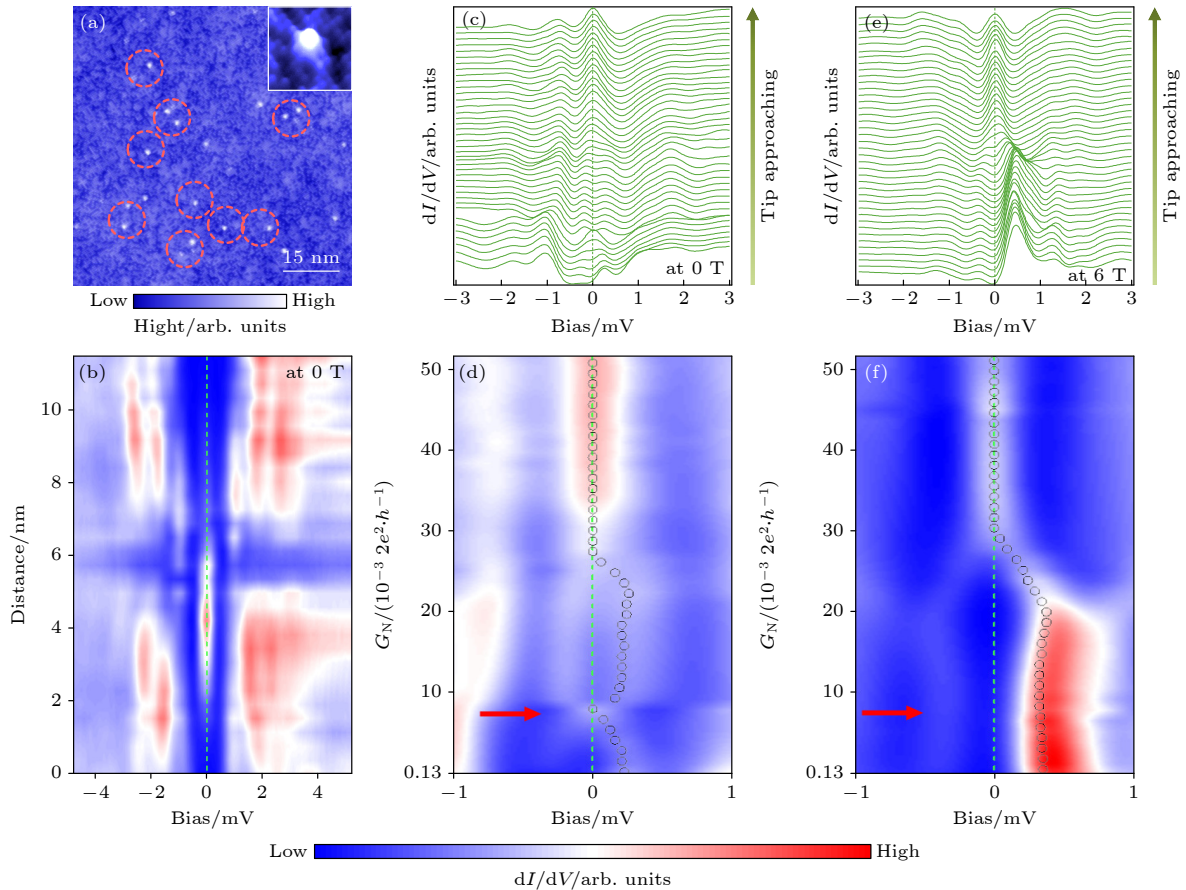 (a)
15 nm
Low High
Hight/arb. units
(c)
dI/dV/arb. units
at 0 T
Tip approaching
−3 −2 −1 0 1 2 3
Bias/mV
(e)
dI/dV/arb. units
at 6 T
Tip approaching
−3 −2 −1 0 1 2 3
Bias/mV
(b)
at 0 T
Distance/nm
10
8
6
4
2
0
−4 −2 0 2 4
Bias/mV
(d)
G_N/(10⁻³ 2e²·h⁻¹)
50
40
30
20
10
0.13
−1 0 1
Bias/mV
(f)
G_N/(10⁻³ 2e²·h⁻¹)
50
40
30
20
10
0.13
−1 0 1
Bias/mV
Low High
dI/dV/arb. units